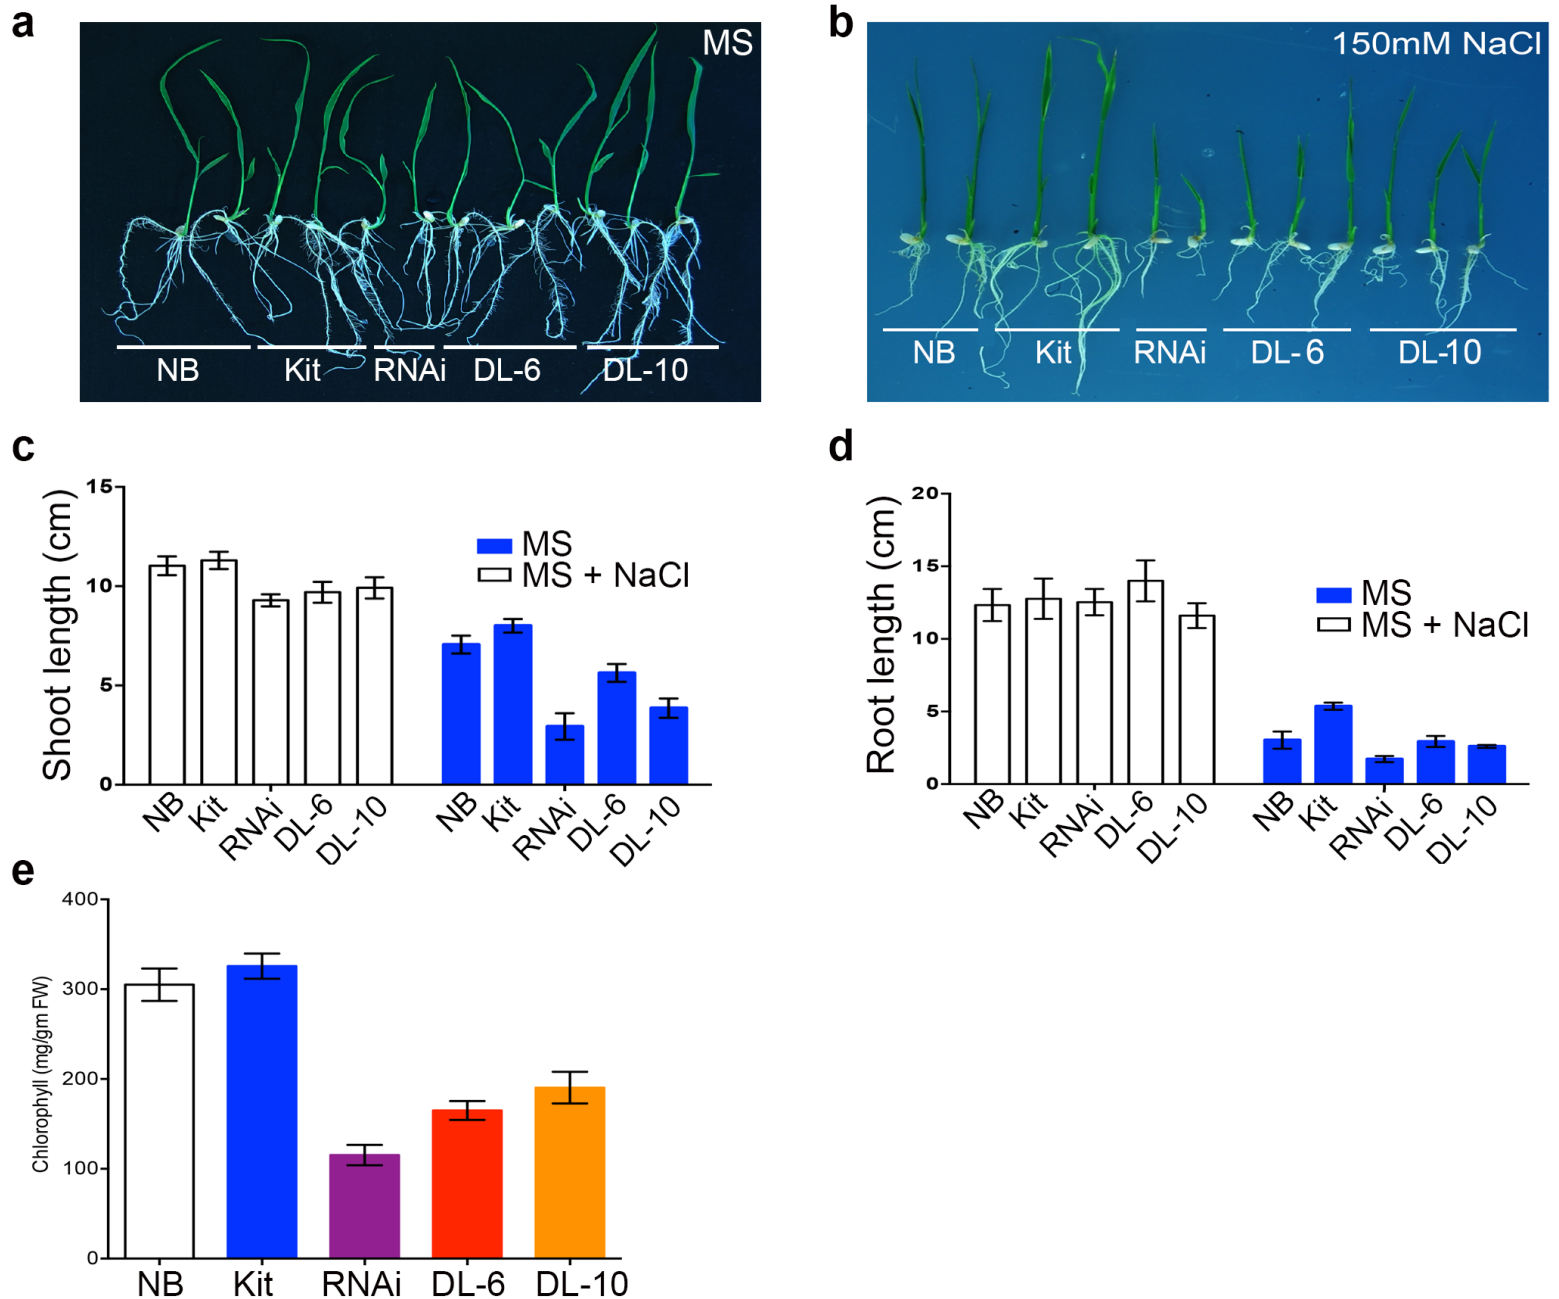 a
MS
NB Kit RNAi DL-6 DL-10
b
150mM NaCl
NB Kit RNAi DL-6 DL-10
c
Shoot length (cm)
15
10
5
0
MS
MS + NaCl
NB Kit RNAi DL-6 DL-10 NB Kit RNAi DL-6 DL-10
d
Root length (cm)
20
15
10
5
0
MS
MS + NaCl
NB Kit RNAi DL-6 DL-10 NB Kit RNAi DL-6 DL-10
e
Chlorophyll (mg/gm FW)
400
300
200
100
0
NB Kit RNAi DL-6 DL-10